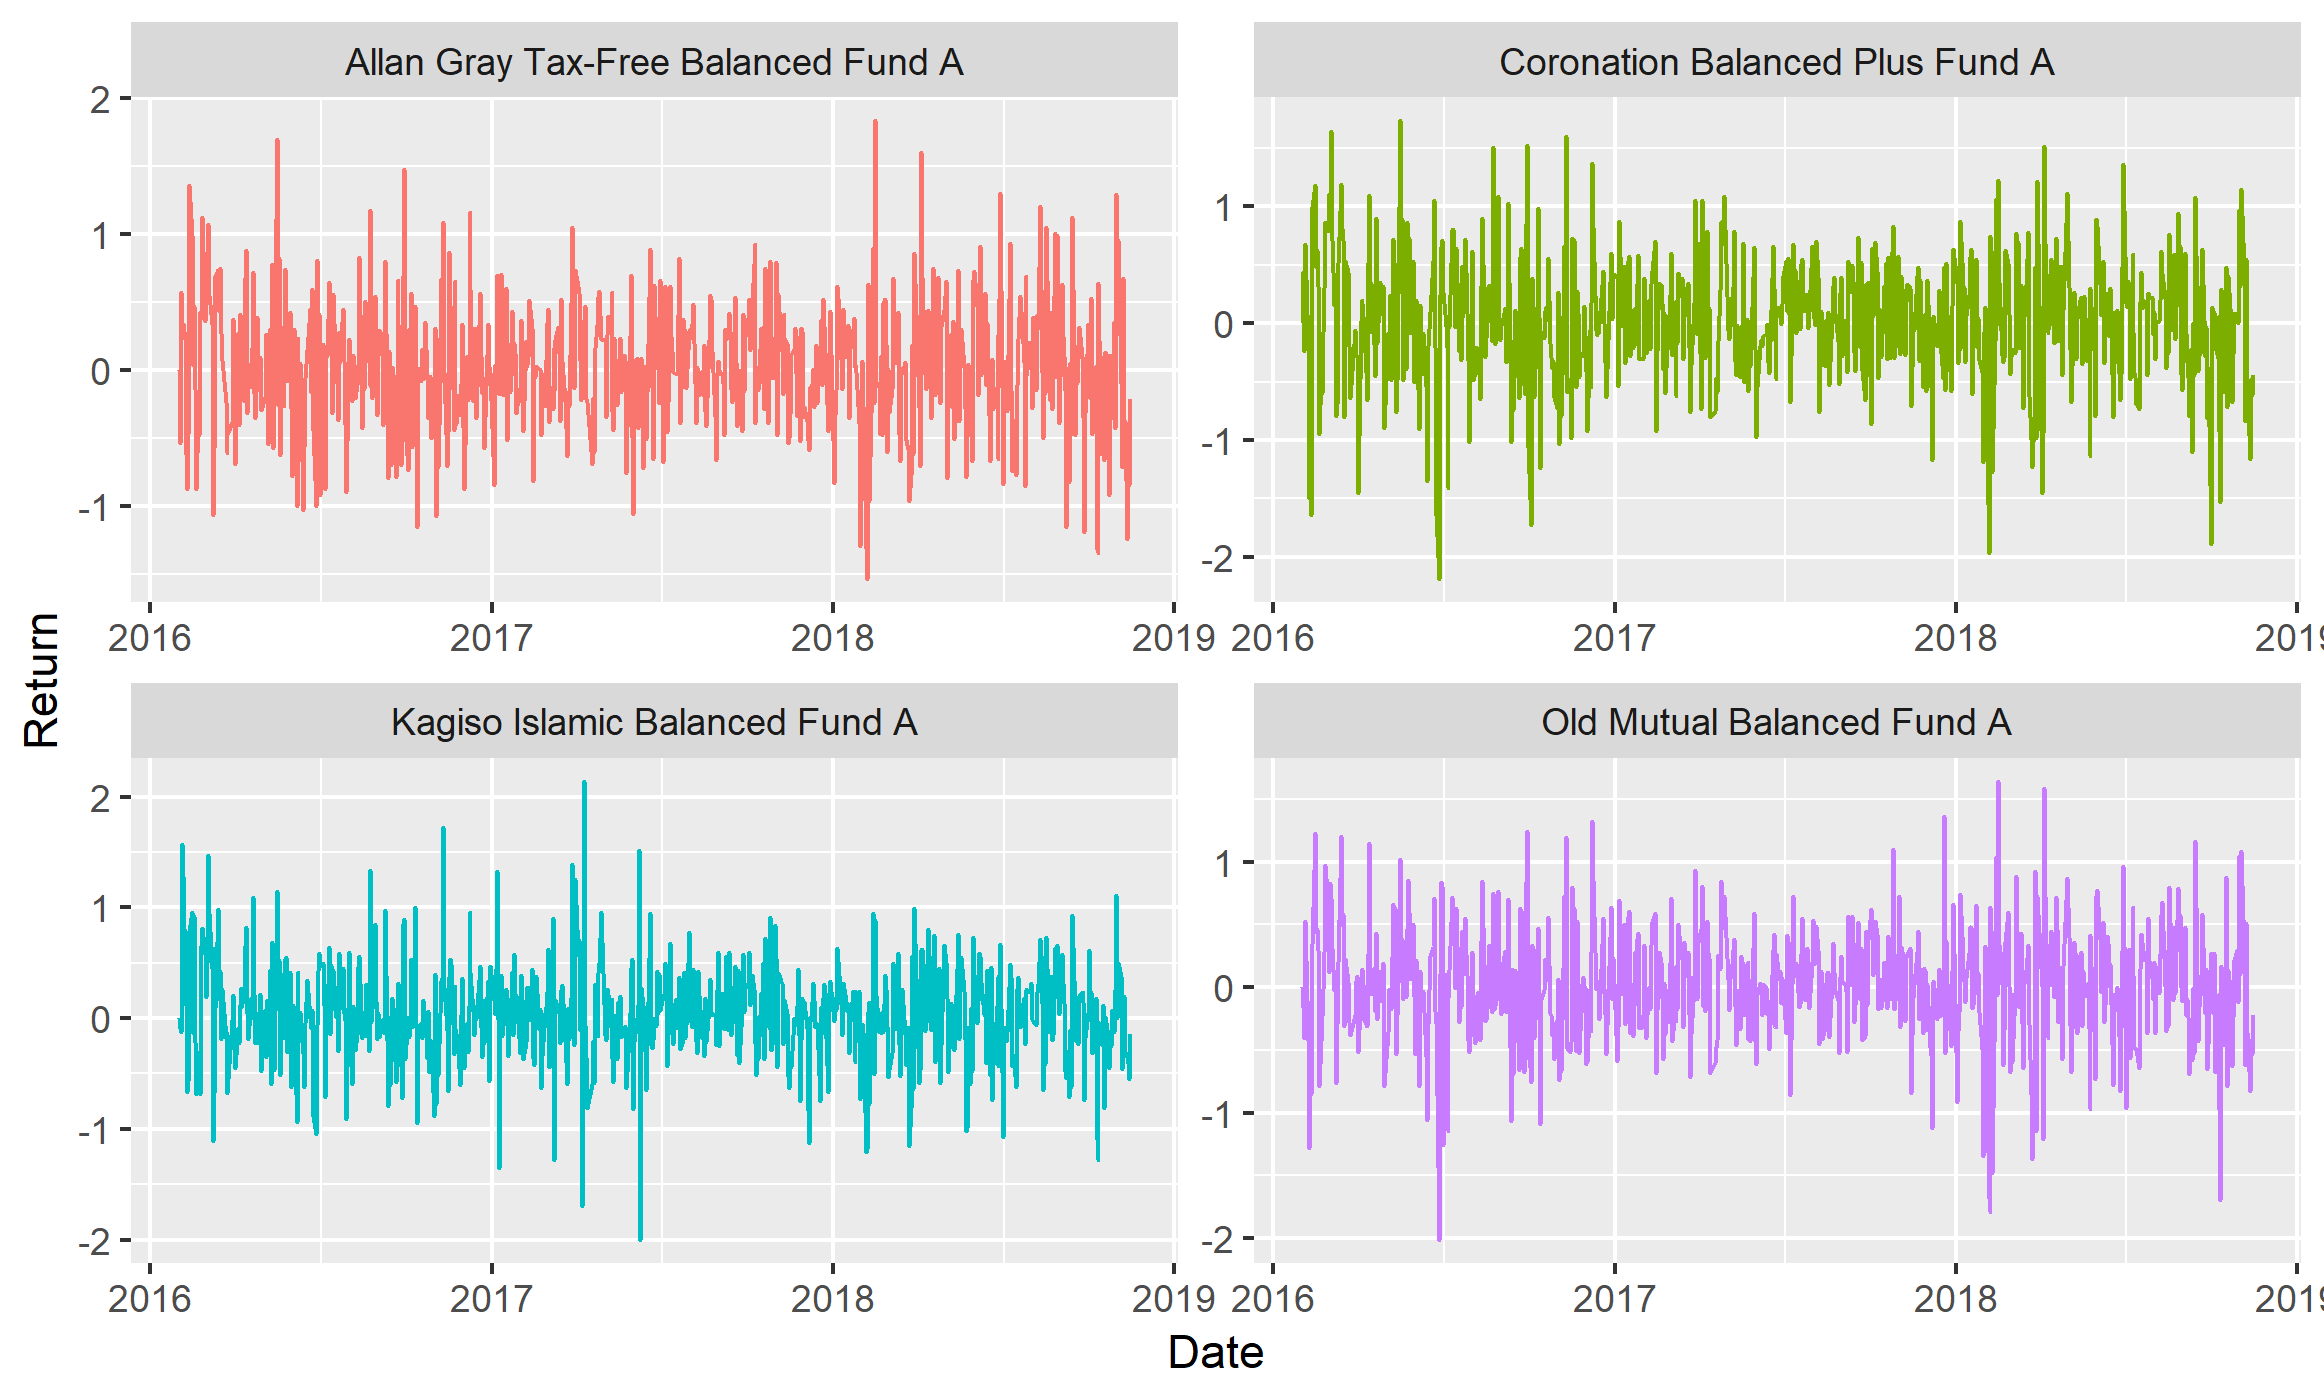 Allan Gray Tax-Free Balanced Fund A
Coronation Balanced Plus Fund A
2
1
0
-1
1
0
-1
-2
2016 2017 2018 2019
2016 2017 2018 2019
Return
Kagiso Islamic Balanced Fund A
Old Mutual Balanced Fund A
2
1
0
-1
-2
1
0
-1
-2
2016 2017 2018 2019
2016 2017 2018 2019
Date